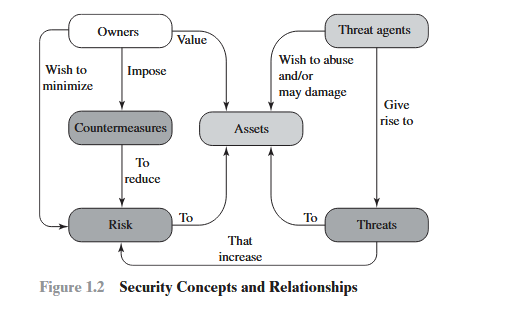 Owners
Value
Threat agents
Wish to
minimize
Impose
Wish to abuse
and/or
may damage
Give
rise to
Countermeasures
Assets
To
reduce
Risk
To
To
Threats
That
increase
Figure 1.2 Security Concepts and Relationships